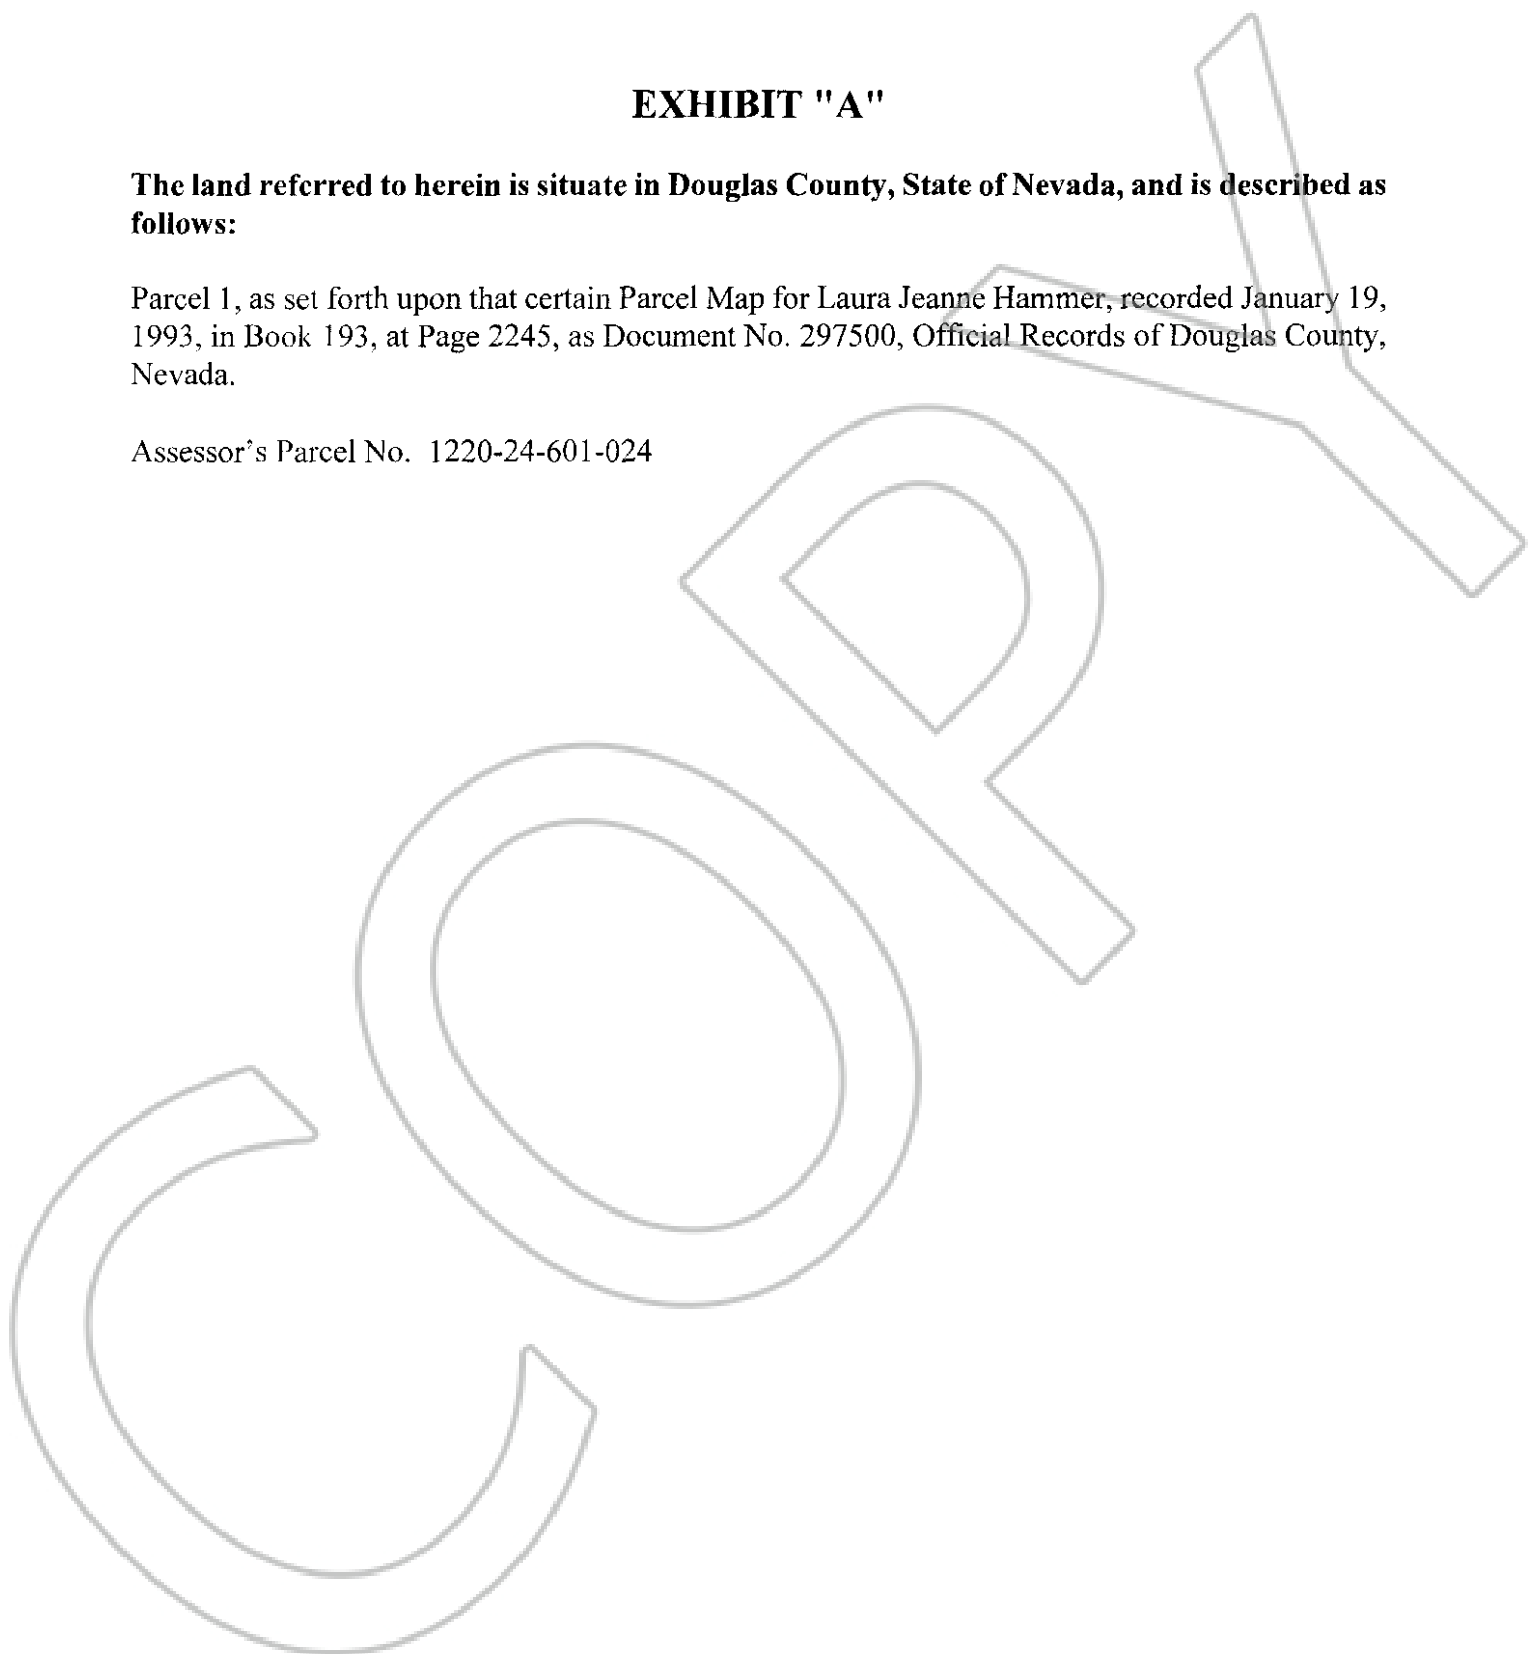 EXHIBIT "A"
The land referred to herein is situate in Douglas County, State of Nevada, and is described as
follows:
Parcel 1, as set forth upon that certain Parcel Map for Laura Jeanne Hammer, recorded January 19,
1993, in Book 193, at Page 2245, as Document No. 297500, Official Records of Douglas County,
Nevada.
Assessor's Parcel No. 1220-24-601-024
COPY